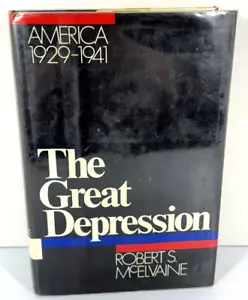 AMERICA
1929-1941
The
Great
Depression
ROBERT S.
McELVAINE